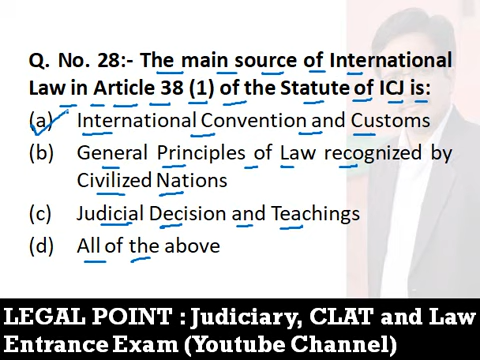 Q. No. 28:- The main source of International
Law in Article 38 (1) of the Statute of ICJ is:
(a) International Convention and Customs
(b) General Principles of Law recognized by
Civilized Nations
(c) Judicial Decision and Teachings
(d) All of the above
LEGAL POINT : Judiciary, CLAT and Law
Entrance Exam (Youtube Channel)